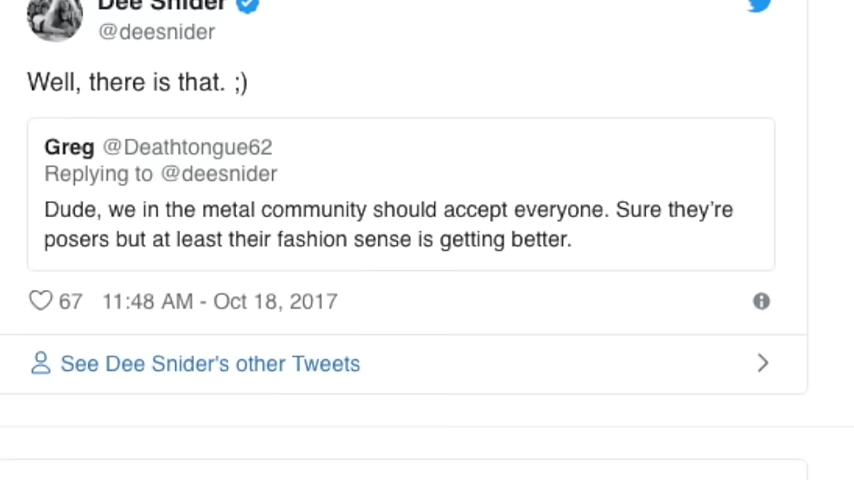 Dee Snider
@deesnider
Well, there is that. ;)
Greg @Deathtongue62
Replying to @deesnider
Dude, we in the metal community should accept everyone. Sure they're
posers but at least their fashion sense is getting better.
67 11:48 AM - Oct 18, 2017
See Dee Snider's other Tweets